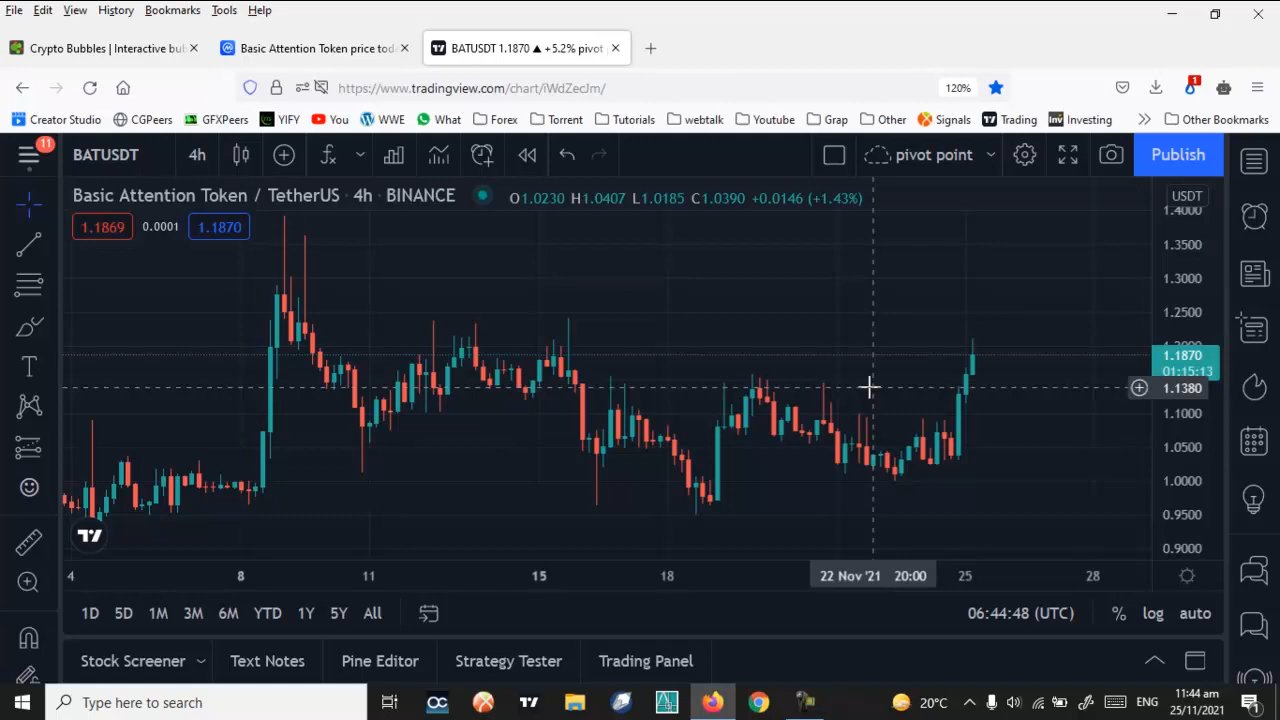 File Edit View History Bookmarks Tools Help
Crypto Bubbles | Interactive bub
Basic Attention Token price tod
BATUSDT 1.1870 ▲ +5.2% pivot
https://www.tradingview.com/chart/iWdZecJm/
120%
1
Creator Studio CGPeers GFXPeers YIFY You WWE What Forex Torrent Tutorials webtalk Youtube Grap Other Signals Trading Investing Other Bookmarks
11
BATUSDT 4h pivot point Publish
Basic Attention Token / TetherUS · 4h · BINANCE O1.0230 H1.0407 L1.0185 C1.0390 +0.0146 (+1.43%)
USDT
1.1869 0.0001 1.1870
1.4000
1.3500
1.3000
1.2500
1.2000
1.1870
01:15:13
1.1380
1.1000
1.0500
1.0000
0.9500
0.9000
4 8 11 15 18 22 Nov '21 20:00 25 28
1D 5D 1M 3M 6M YTD 1Y 5Y All 06:44:48 (UTC) % log auto
Stock Screener Text Notes Pine Editor Strategy Tester Trading Panel
Type here to search
20°C
ENG
11:44 am
25/11/2021